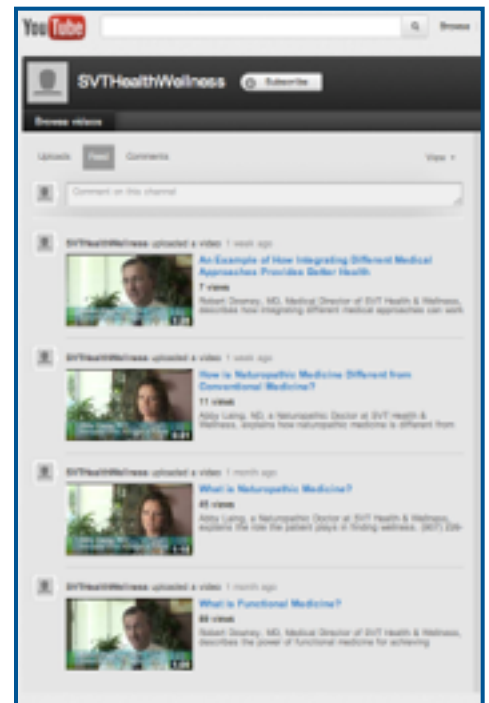 YouTube
Browse
SVTHealthWellness Subscribe
Browse videos
Uploads Feed Comments View
Comment on this channel
SVTHealthWellness uploaded a video 1 week ago
An Example of How Integrating Different Medical
Approaches Provides Better Health
7 views
Robert Downey, MD, Medical Director of SVT Health & Wellness,
describes how integrating different medical approaches can work
SVTHealthWellness uploaded a video 1 week ago
How is Naturopathic Medicine Different from
Conventional Medicine?
11 views
Abby Laing, ND, a Naturopathic Doctor at SVT Health &
Wellness, explains how naturopathic medicine is different from
SVTHealthWellness uploaded a video 1 month ago
What is Naturopathic Medicine?
45 views
Abby Laing, a Naturopathic Doctor at SVT Health & Wellness,
explains the role the patient plays in finding wellness. (907)
SVTHealthWellness uploaded a video 1 month ago
What is Functional Medicine?
views
Robert Downey, MD, Medical Director of SVT Health & Wellness,
describes the power of functional medicine for achieving